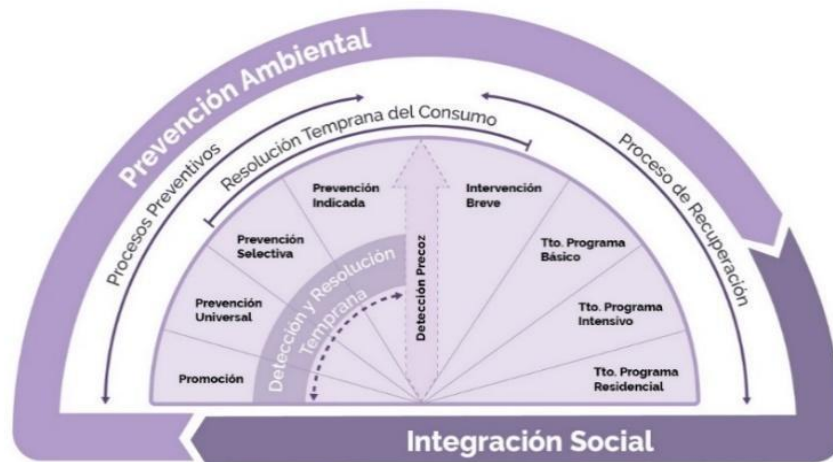 Prevención Ambiental
Procesos Preventivos
Resolución Temprana del Consumo
Proceso de Recuperación
Prevención
Indicada
Intervención
Breve
Prevención
Selectiva
Tto. Programa
Básico
Detección y Resolución
Temprana
Detección Precoz
Prevención
Universal
Tto. Programa
Intensivo
Promoción
Tto. Programa
Residencial
Integración Social